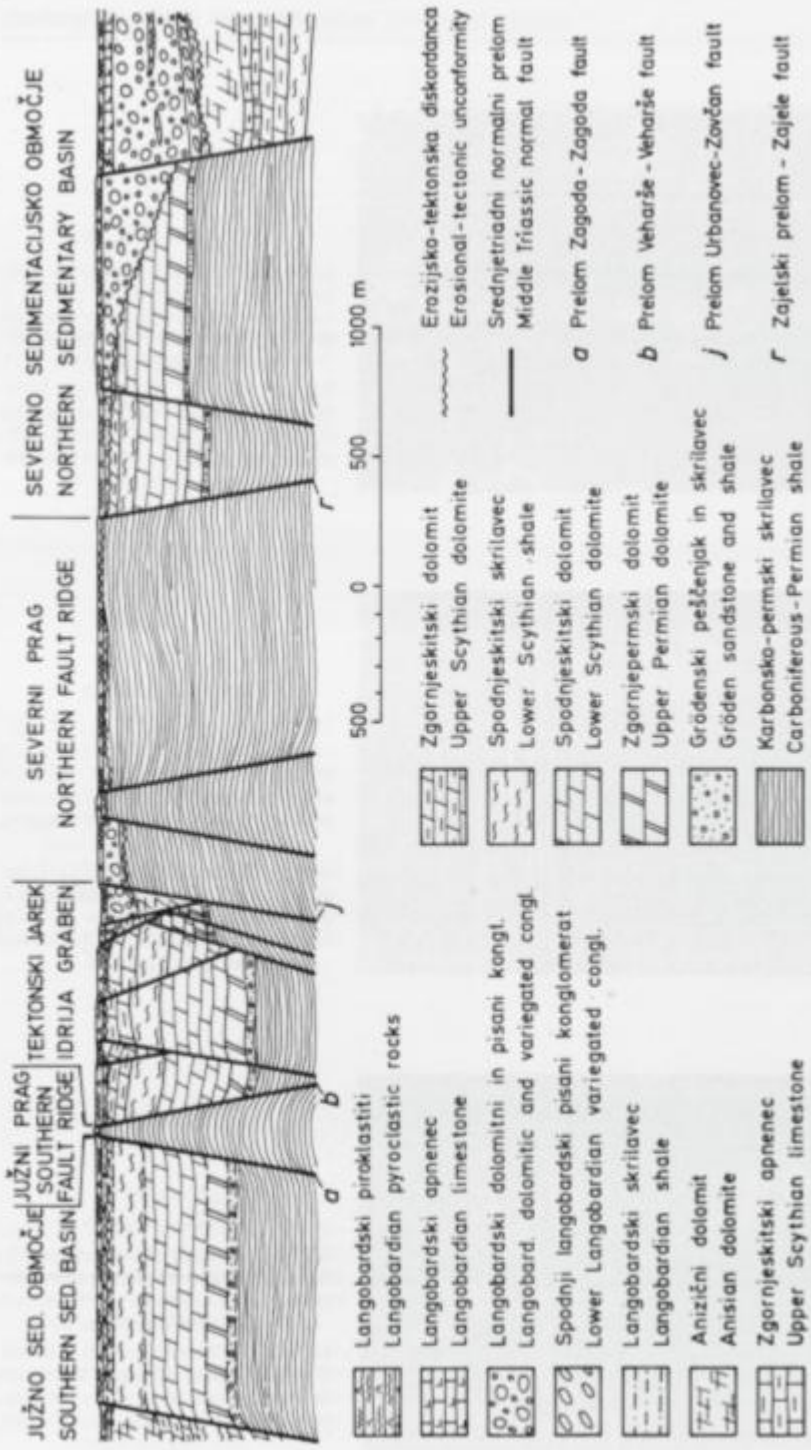 JUŽNO SED. OBMOČJE
SOUTHERN SED. BASIN
JUŽNI PRAG
SOUTHERN
FAULT RIDGE
TEKTONSKI JAREK
IDRIJA GRABEN
SEVERNI PRAG
NORTHERN FAULT RIDGE
SEVERNO SEDIMENTACIJSKO OBMOČJE
NORTHERN SEDIMENTARY BASIN
a
b
j
r
500
0
500
1000 m
Langobardski piroklastiti
Langobardian pyroclastic rocks
Langobardski apnenec
Langobardian limestone
Langobardski dolomitni in pisani kongl.
Langobard. dolomitic and variegated congl.
Spodnji langobardski pisani konglomerat
Lower Langobardian variegated congl.
Langobardski skrilavec
Langobardian shale
Anizični dolomit
Anisian dolomite
Zgornjeskitski apnenec
Upper Scythian limestone
Zgornjeskitski dolomit
Upper Scythian dolomite
Spodnjeskitski skrilavec
Lower Scythian shale
Spodnjeskitski dolomit
Lower Scythian dolomite
Zgornjepermski dolomit
Upper Permian dolomite
Grödenski peščenjak in skrilavec
Gröden sandstone and shale
Karbonsko-permski skrilavec
Carboniferous-Permian shale
Erozijsko-tektonska diskordanca
Erosional-tectonic unconformity
Srednjetriadni normalni prelom
Middle Triassic normal fault
a Prelom Zagoda-Zagoda fault
b Prelom Veharše-Veharše fault
j Prelom Urbanovec-Zovčan fault
r Zajelski prelom-Zajele fault